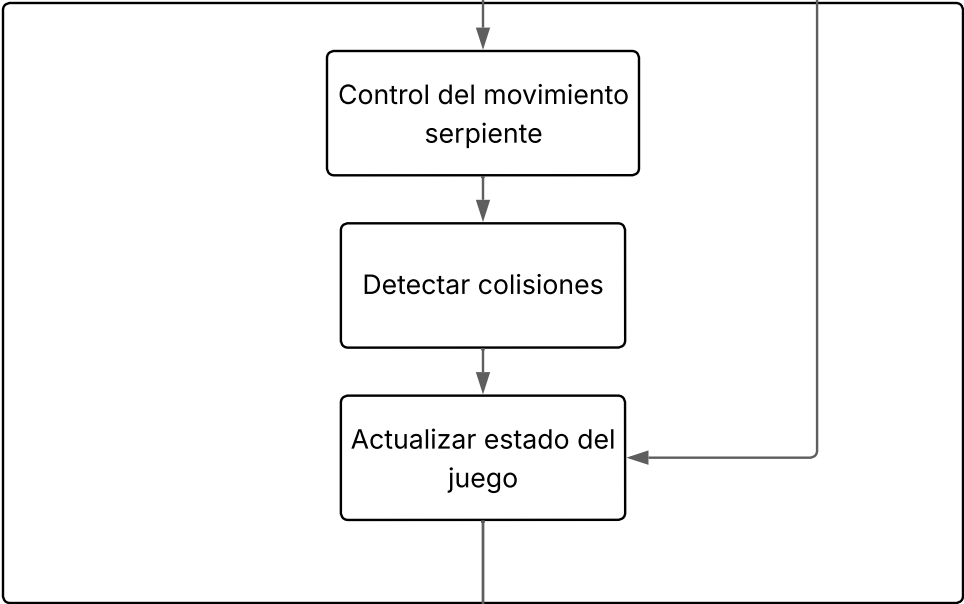 Control del movimiento
serpiente
Detectar colisiones
Actualizar estado del
juego